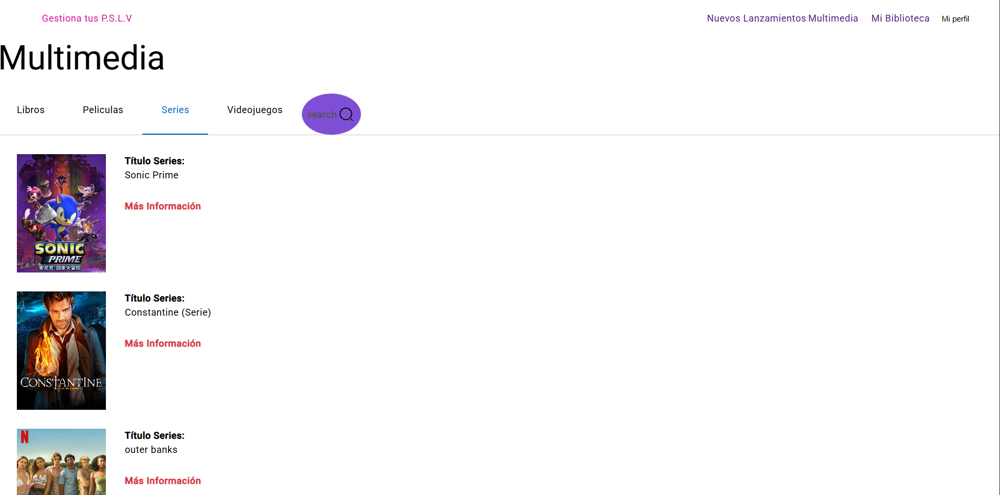 Gestiona tus P.S.L.V
Nuevos Lanzamientos Multimedia Mi Biblioteca Mi perfil
Multimedia
Libros Peliculas Series Videojuegos search
Título Series:
Sonic Prime
Más Información
SONIC
PRIME
索尼克:回家大冒险
Título Series:
Constantine (Serie)
Más Información
CONSTANTINE
Título Series:
outer banks
Más Información
N